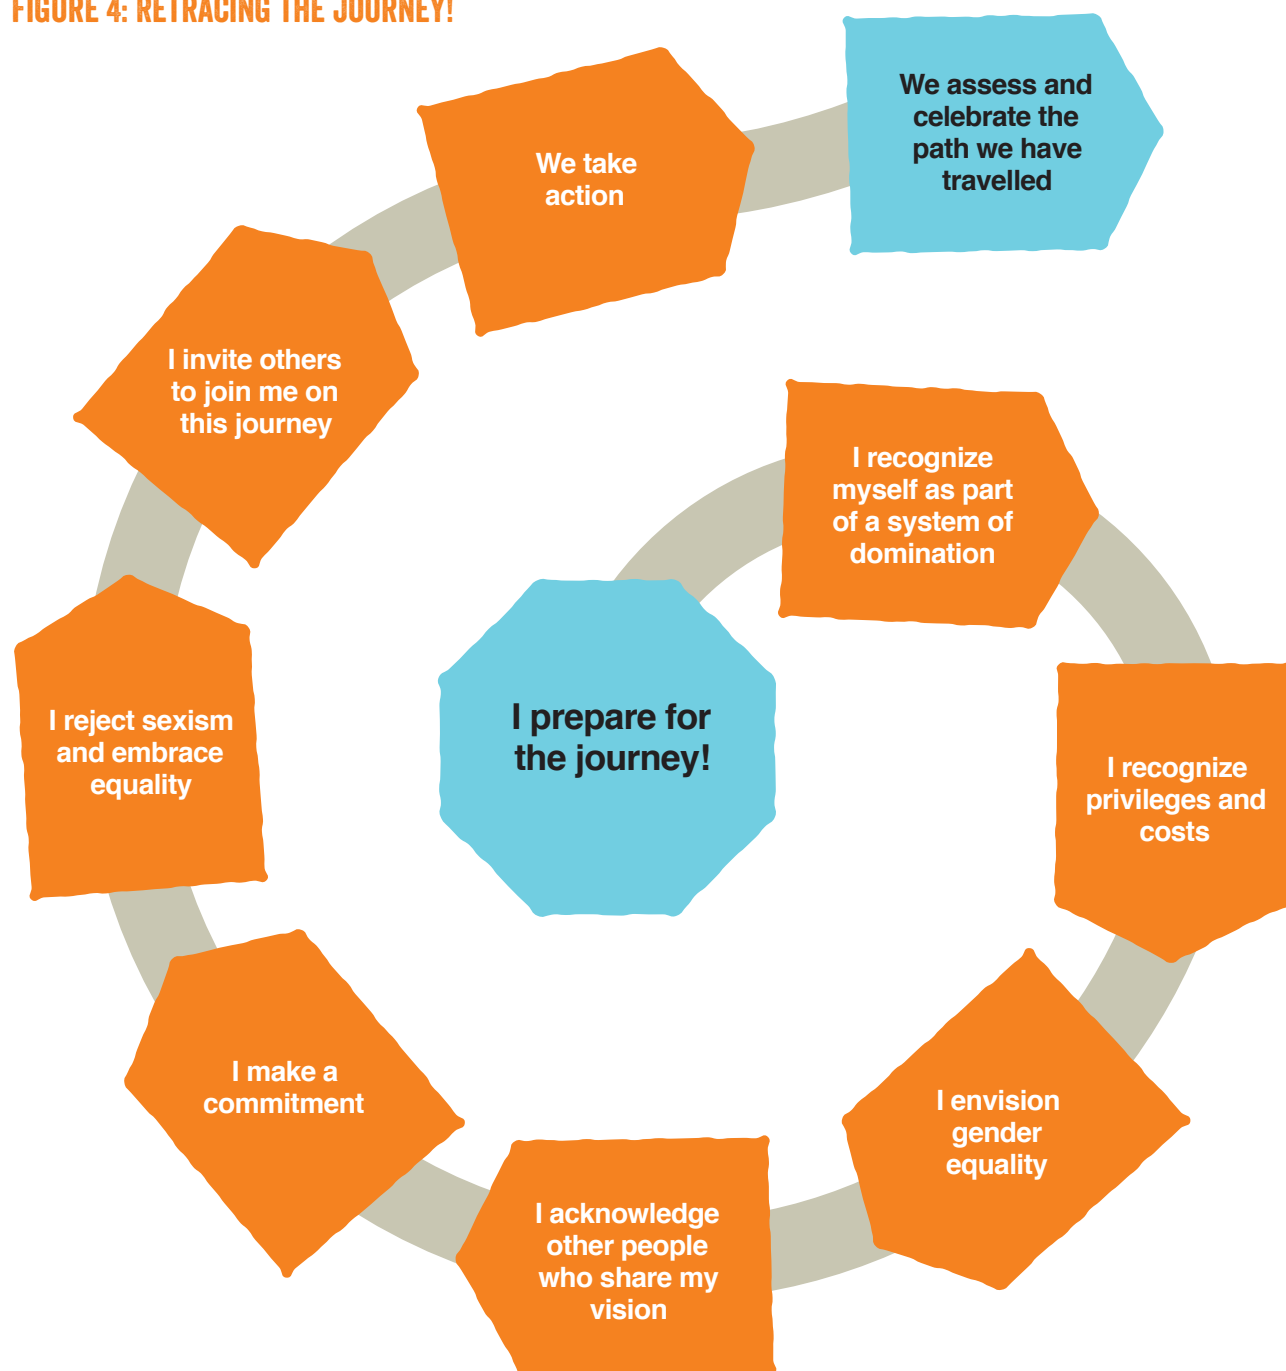 FIGURE 4: RETRACING THE JOURNEY!
We assess and
celebrate the
path we have
travelled
We take
action
I invite others
to join me on
this journey
I recognize
myself as part
of a system of
domination
I prepare for
the journey!
I reject sexism
and embrace
equality
I recognize
privileges and
costs
I make a
commitment
I envision
gender
equality
I acknowledge
other people
who share my
vision